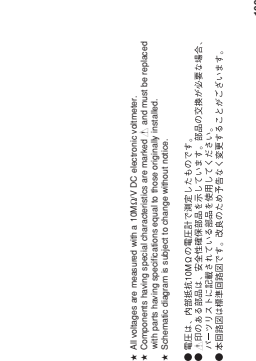 ★ All voltages are measured with a 10MΩ/V DC electronic voltmeter.
★ Components having special characteristics are marked ⚠ and must be replaced
with parts having specifications equal to those originally installed.
★ Schematic diagram is subject to change without notice.
● 電圧は、内部抵抗10MΩの電圧計で測定したものです。
● ⚠印のある部品は、安全性確保部品を示しています。部品の交換が必要な場合、
パーツリストに記載されている部品を使用してください。
● 本回路図は標準回路図です。改良のため予告なく変更することがございます。